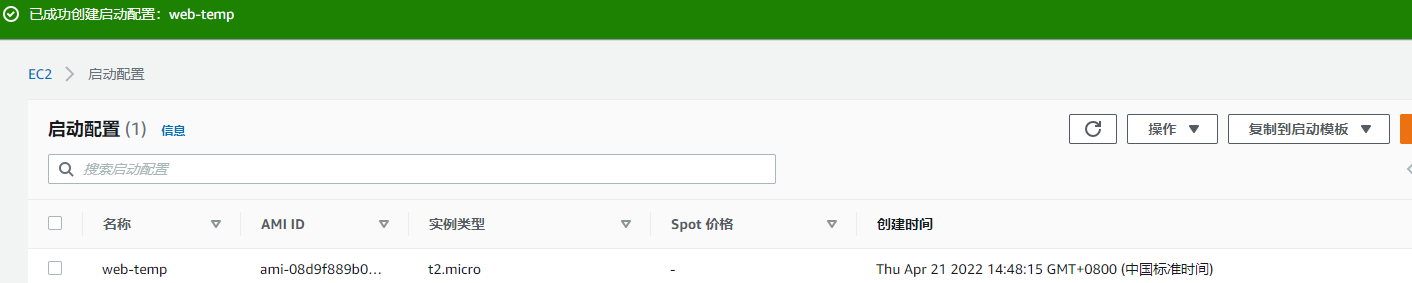 已成功创建启动配置：web-temp
EC2 启动配置
启动配置 (1) 信息 操作 复制到启动模板
搜索启动配置
名称 AMI ID 实例类型 Spot 价格 创建时间
web-temp ami-08d9f889b0... t2.micro - Thu Apr 21 2022 14:48:15 GMT+0800 (中国标准时间)